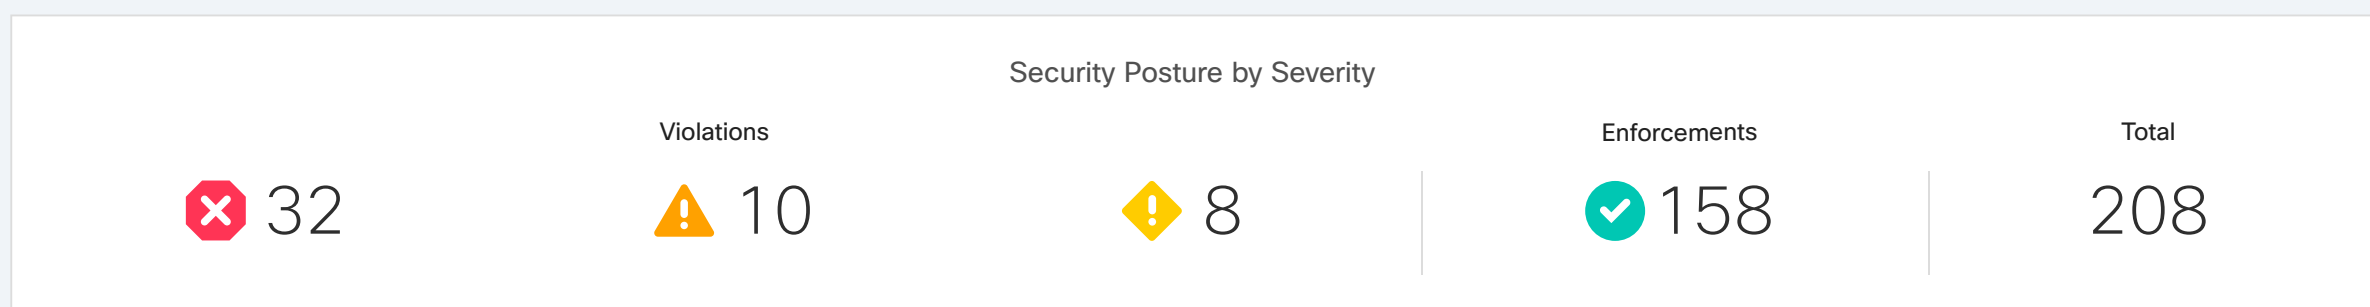 Security Posture by Severity
Violations Enforcements Total
32 10 8 158 208